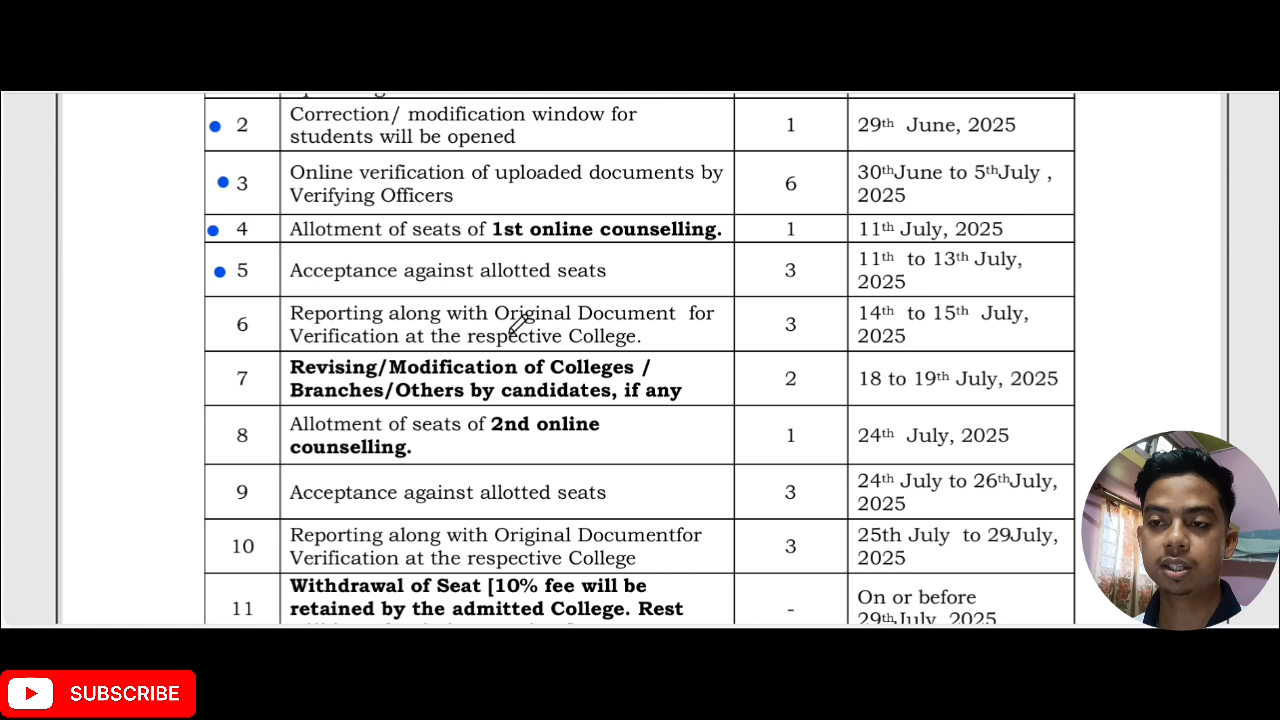 2 Correction/ modification window for students will be opened 1 29th June, 2025
3 Online verification of uploaded documents by Verifying Officers 6 30thJune to 5thJuly , 2025
4 Allotment of seats of 1st online counselling. 1 11th July, 2025
5 Acceptance against allotted seats 3 11th to 13th July, 2025
6 Reporting along with Original Document for Verification at the respective College. 3 14th to 15th July, 2025
7 Revising/Modification of Colleges / Branches/Others by candidates, if any 2 18 to 19th July, 2025
8 Allotment of seats of 2nd online counselling. 1 24th July, 2025
9 Acceptance against allotted seats 3 24th July to 26thJuly, 2025
10 Reporting along with Original Documentfor Verification at the respective College 3 25th July to 29July, 2025
11 Withdrawal of Seat [10% fee will be retained by the admitted College. Rest - On or before 29th July, 2025
SUBSCRIBE